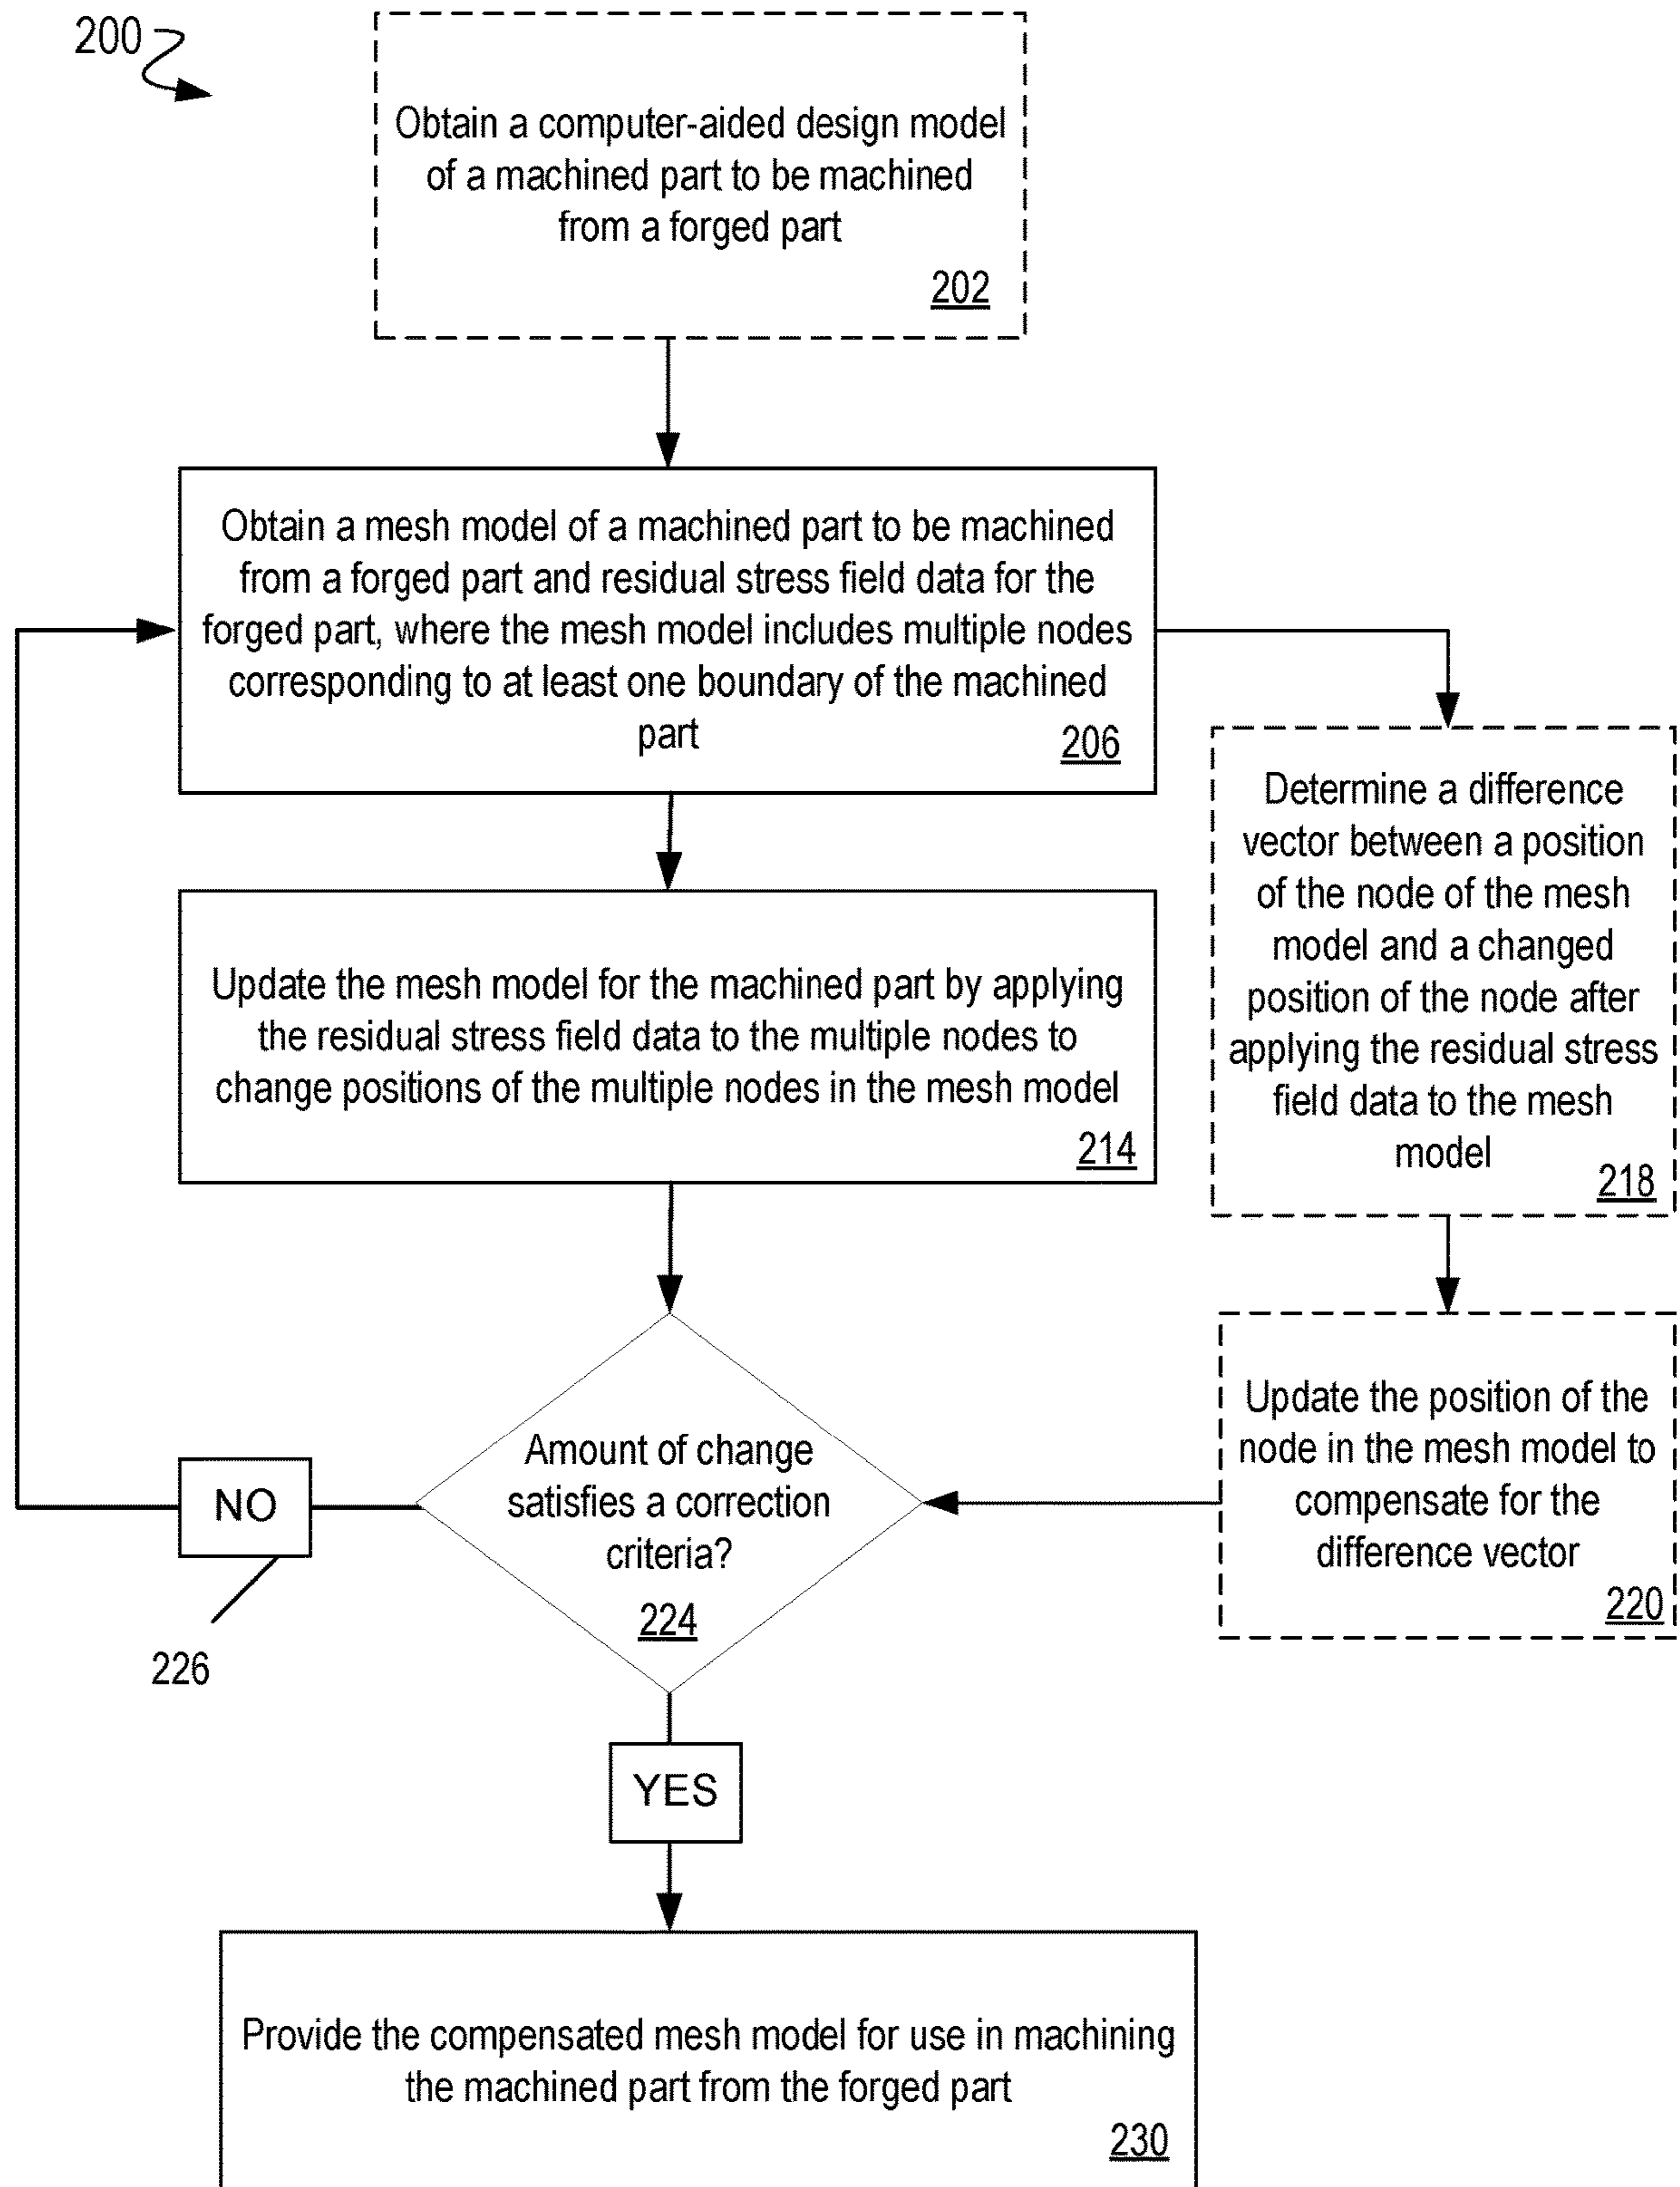 200
Obtain a computer-aided design model
of a machined part to be machined
from a forged part
202
Obtain a mesh model of a machined part to be machined
from a forged part and residual stress field data for the
forged part, where the mesh model includes multiple nodes
corresponding to at least one boundary of the machined
part
206
Update the mesh model for the machined part by applying
the residual stress field data to the multiple nodes to
change positions of the multiple nodes in the mesh model
214
Determine a difference
vector between a position
of the node of the mesh
model and a changed
position of the node after
applying the residual stress
field data to the mesh
model
218
Update the position of the
node in the mesh model to
compensate for the
difference vector
220
Amount of change
satisfies a correction
criteria?
224
NO
226
YES
Provide the compensated mesh model for use in machining
the machined part from the forged part
230